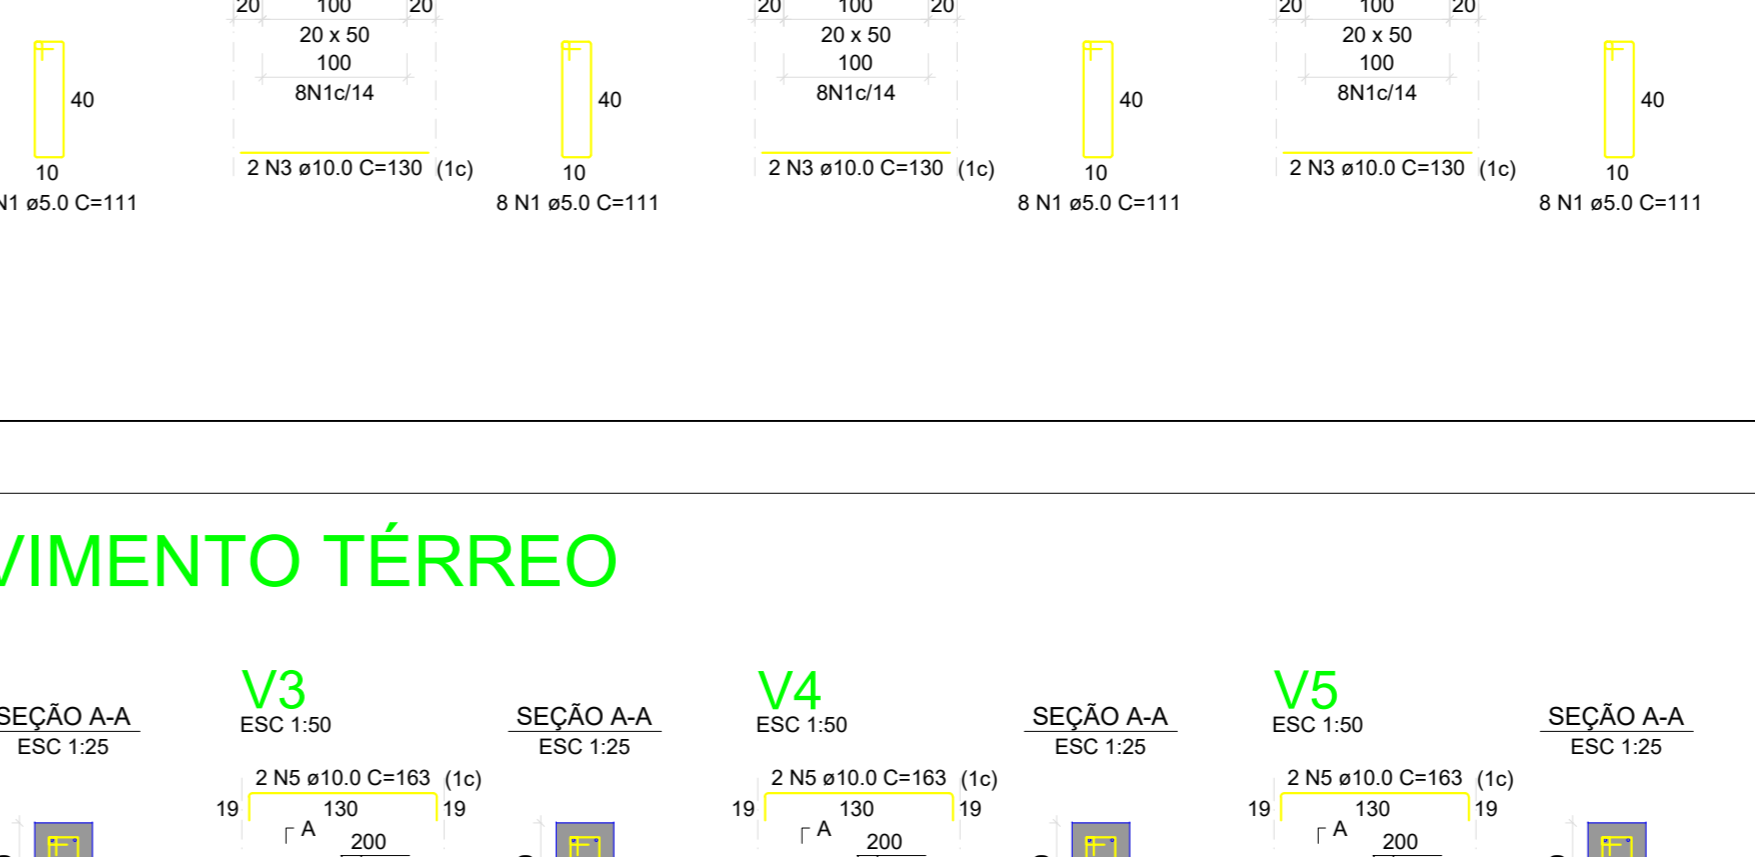 20 100 20 20 100 20 20 100 20
20 x 50 20 x 50 20 x 50
100 100 100
40 8N1c/14 40 8N1c/14 40 8N1c/14 40
10 2 N3 ø10.0 C=130 (1c) 10 2 N3 ø10.0 C=130 (1c) 10 2 N3 ø10.0 C=130 (1c) 10
N1 ø5.0 C=111 8 N1 ø5.0 C=111 8 N1 ø5.0 C=111 8 N1 ø5.0 C=111
VIMENTO TÉRREO
V3 V4 V5
SEÇÃO A-A ESC 1:50 SEÇÃO A-A ESC 1:50 SEÇÃO A-A ESC 1:50 SEÇÃO A-A
ESC 1:25 ESC 1:25 ESC 1:25 ESC 1:25
2 N5 ø10.0 C=163 (1c) 2 N5 ø10.0 C=163 (1c) 2 N5 ø10.0 C=163 (1c)
19 130 19 19 130 19 19 130 19
A A A
200 200 200